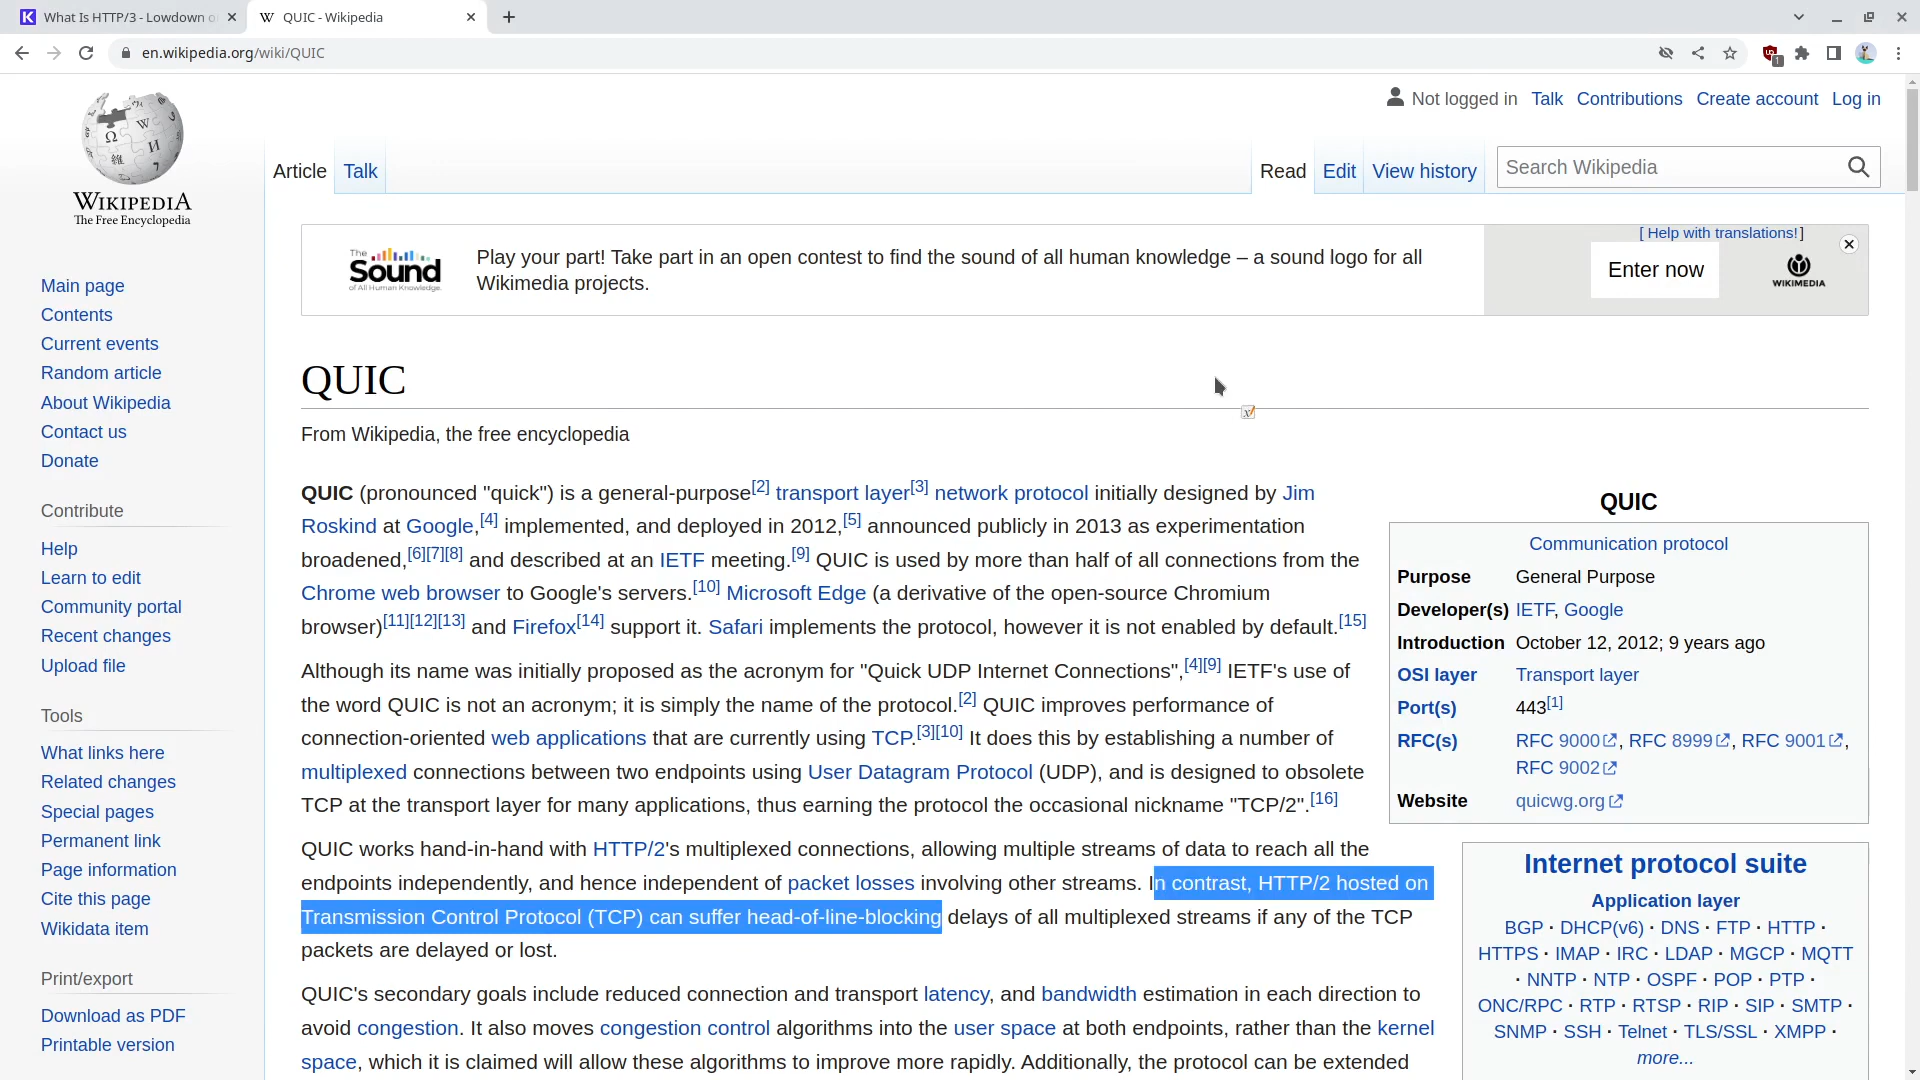 What Is HTTP/3 - Lowdown o
QUIC - Wikipedia
en.wikipedia.org/wiki/QUIC
1
Not logged in Talk Contributions Create account Log in
WIKIPEDIA
The Free Encyclopedia
Article Talk Read Edit View history Search Wikipedia
[ Help with translations! ]
The Sound of All Human Knowledge.
Play your part! Take part in an open contest to find the sound of all human knowledge – a sound logo for all
Wikimedia projects.
Enter now
WIKIMEDIA
Main page
Contents
Current events
Random article
About Wikipedia
Contact us
Donate
Contribute
Help
Learn to edit
Community portal
Recent changes
Upload file
Tools
What links here
Related changes
Special pages
Permanent link
Page information
Cite this page
Wikidata item
Print/export
Download as PDF
Printable version
QUIC
From Wikipedia, the free encyclopedia
QUIC (pronounced "quick") is a general-purpose[2] transport layer[3] network protocol initially designed by Jim
Roskind at Google,[4] implemented, and deployed in 2012,[5] announced publicly in 2013 as experimentation
broadened,[6][7][8] and described at an IETF meeting.[9] QUIC is used by more than half of all connections from the
Chrome web browser to Google's servers.[10] Microsoft Edge (a derivative of the open-source Chromium
browser)[11][12][13] and Firefox[14] support it. Safari implements the protocol, however it is not enabled by default.[15]
Although its name was initially proposed as the acronym for "Quick UDP Internet Connections",[4][9] IETF's use of
the word QUIC is not an acronym; it is simply the name of the protocol.[2] QUIC improves performance of
connection-oriented web applications that are currently using TCP.[3][10] It does this by establishing a number of
multiplexed connections between two endpoints using User Datagram Protocol (UDP), and is designed to obsolete
TCP at the transport layer for many applications, thus earning the protocol the occasional nickname "TCP/2".[16]
QUIC works hand-in-hand with HTTP/2's multiplexed connections, allowing multiple streams of data to reach all the
endpoints independently, and hence independent of packet losses involving other streams. In contrast, HTTP/2 hosted on
Transmission Control Protocol (TCP) can suffer head-of-line-blocking delays of all multiplexed streams if any of the TCP
packets are delayed or lost.
QUIC's secondary goals include reduced connection and transport latency, and bandwidth estimation in each direction to
avoid congestion. It also moves congestion control algorithms into the user space at both endpoints, rather than the kernel
space, which it is claimed will allow these algorithms to improve more rapidly. Additionally, the protocol can be extended
QUIC
Communication protocol
Purpose General Purpose
Developer(s) IETF, Google
Introduction October 12, 2012; 9 years ago
OSI layer Transport layer
Port(s) 443[1]
RFC(s) RFC 9000, RFC 8999, RFC 9001,
RFC 9002
Website quicwg.org
Internet protocol suite
Application layer
BGP · DHCP(v6) · DNS · FTP · HTTP ·
HTTPS · IMAP · IRC · LDAP · MGCP · MQTT
· NNTP · NTP · OSPF · POP · PTP ·
ONC/RPC · RTP · RTSP · RIP · SIP · SMTP ·
SNMP · SSH · Telnet · TLS/SSL · XMPP ·
more...